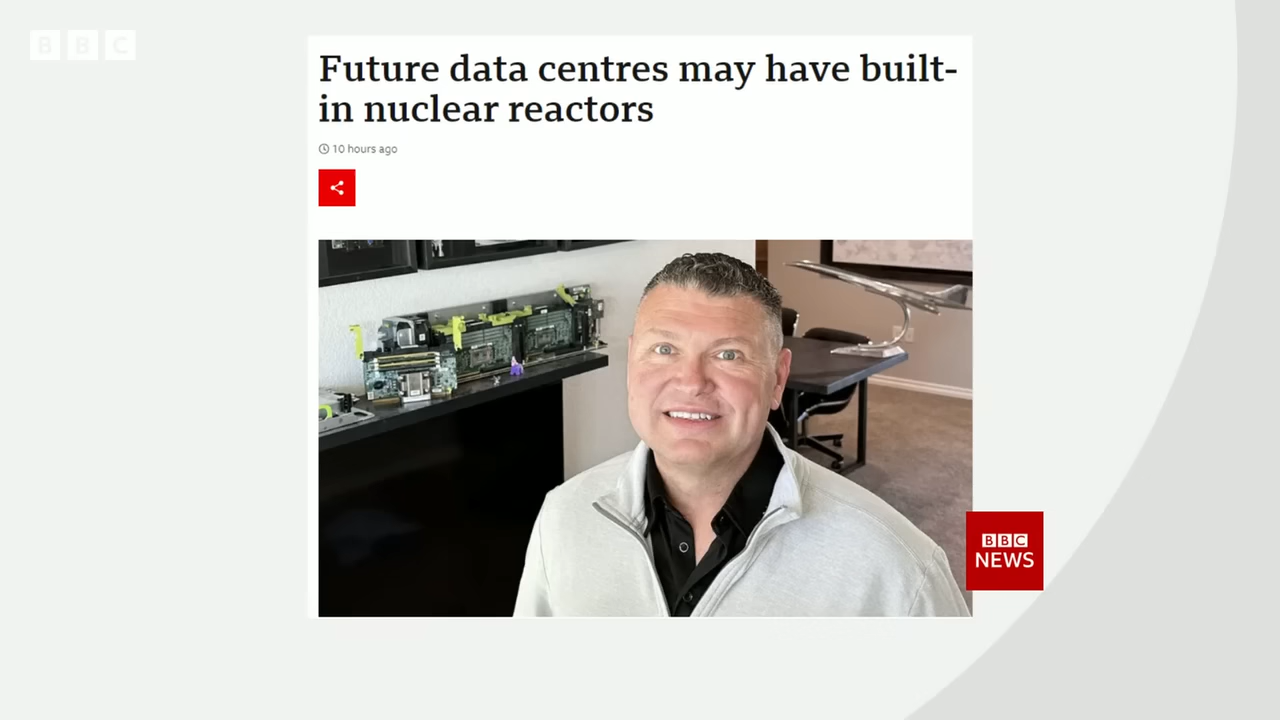 BBC
Future data centres may have built-
in nuclear reactors
10 hours ago
BBC
NEWS